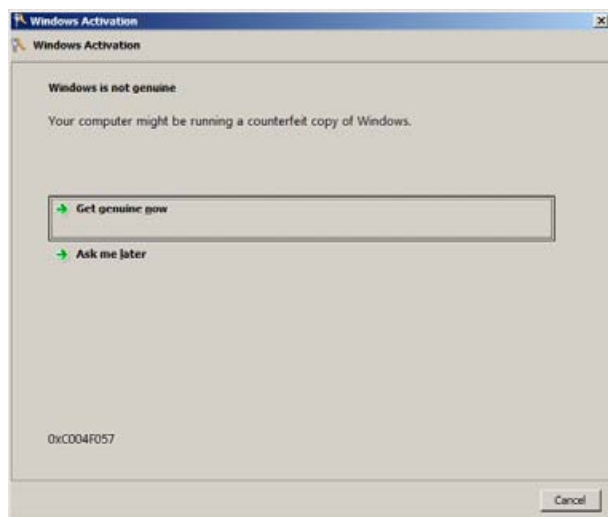 Windows Activation
Windows Activation
Windows is not genuine
Your computer might be running a counterfeit copy of Windows.
Get genuine now
Ask me later
0xC004F057
Cancel